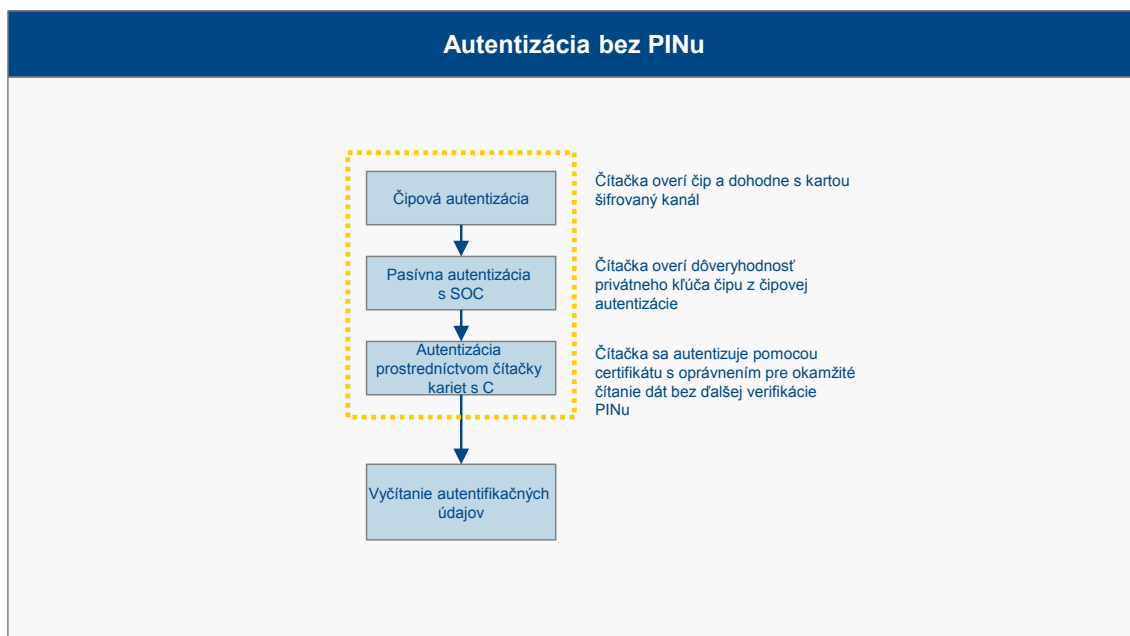 Autentizácia bez PINu
Čipová autentizácia
Čítačka overí čip a dohodne s kartou
šifrovaný kanál
Pasívna autentizácia
s SOC
Čítačka overí dôveryhodnosť
privátneho kľúča čipu z čipovej
autentizácie
Autentizácia
prostredníctvom čítačky
kariet s C
Čítačka sa autentizuje pomocou
certifikátu s oprávnením pre okamžité
čítanie dát bez ďalšej verifikácie
PINu
Vyčítanie autentifikačných
údajov